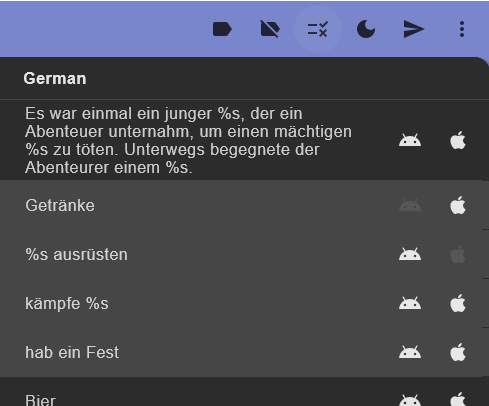 German
Es war einmal ein junger %s, der ein
Abenteuer unternahm, um einen mächtigen
%s zu töten. Unterwegs begegnete der
Abenteurer einem %s.
Getränke
%s ausrüsten
kämpfe %s
hab ein Fest
Bier